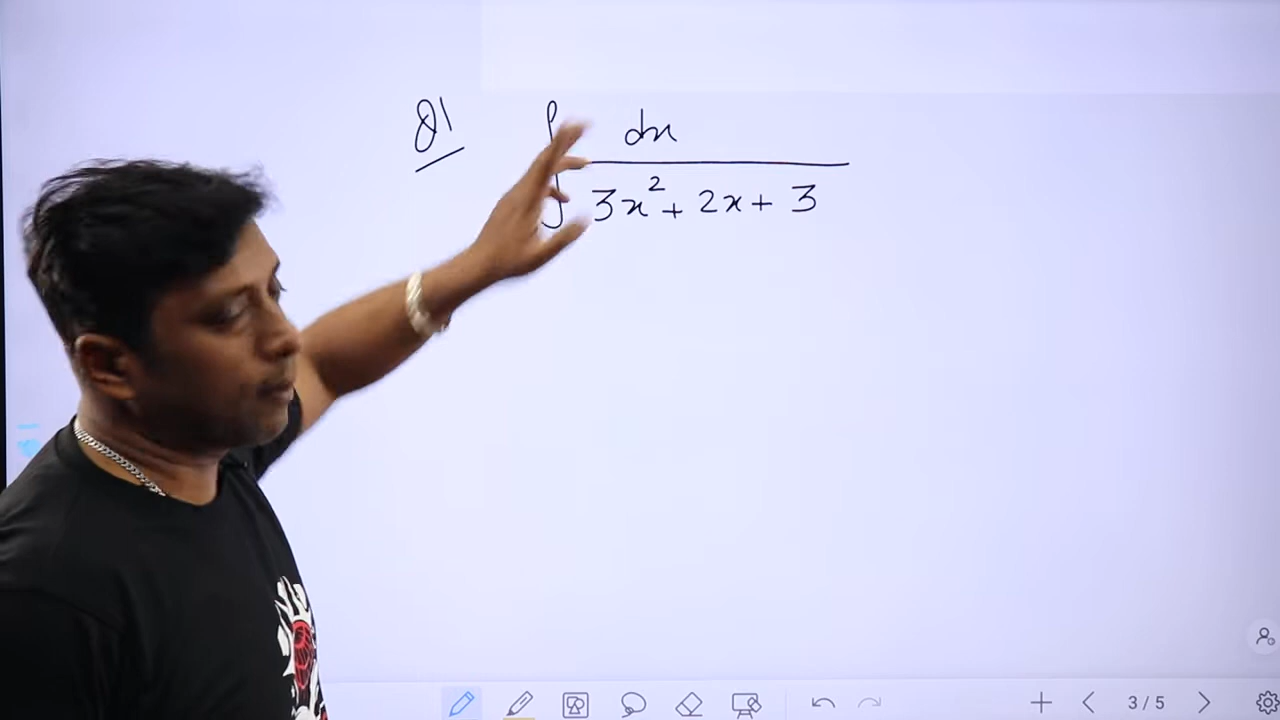 Q1 ∫ dx
3x² + 2x + 3
3/5